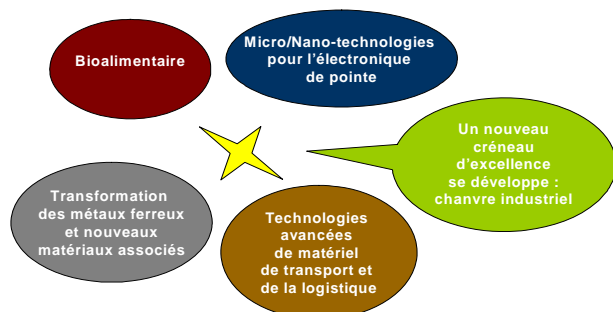 Bioalimentaire
Micro/Nano-technologies
pour l'électronique
de pointe
Un nouveau
créneau
d'excellence
se développe :
chanvre industriel
Transformation
des métaux ferreux
et nouveaux
matériaux associés
Technologies
avancées
de matériel
de transport et
de la logistique